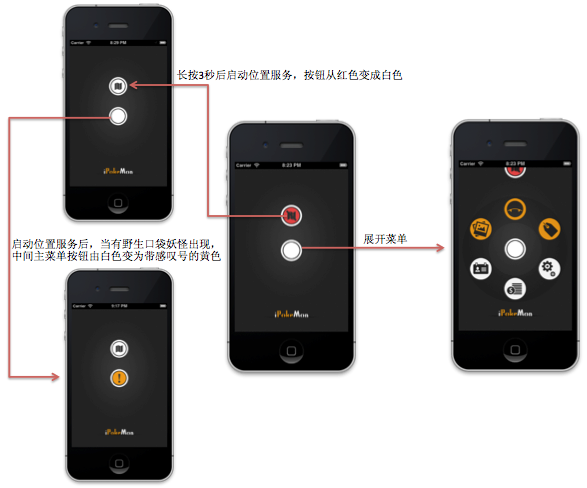 Carrier 8:29 PM
长按3秒后启动位置服务，按钮从红色变成白色
iPokeMon
Carrier 8:23 PM
展开菜单
iPokeMon
Carrier 8:23 PM
iPokeMon
启动位置服务后，当有野生口袋妖怪出现，
中间主菜单按钮由白色变为带感叹号的黄色
Carrier 5:17 PM
!
iPokeMon